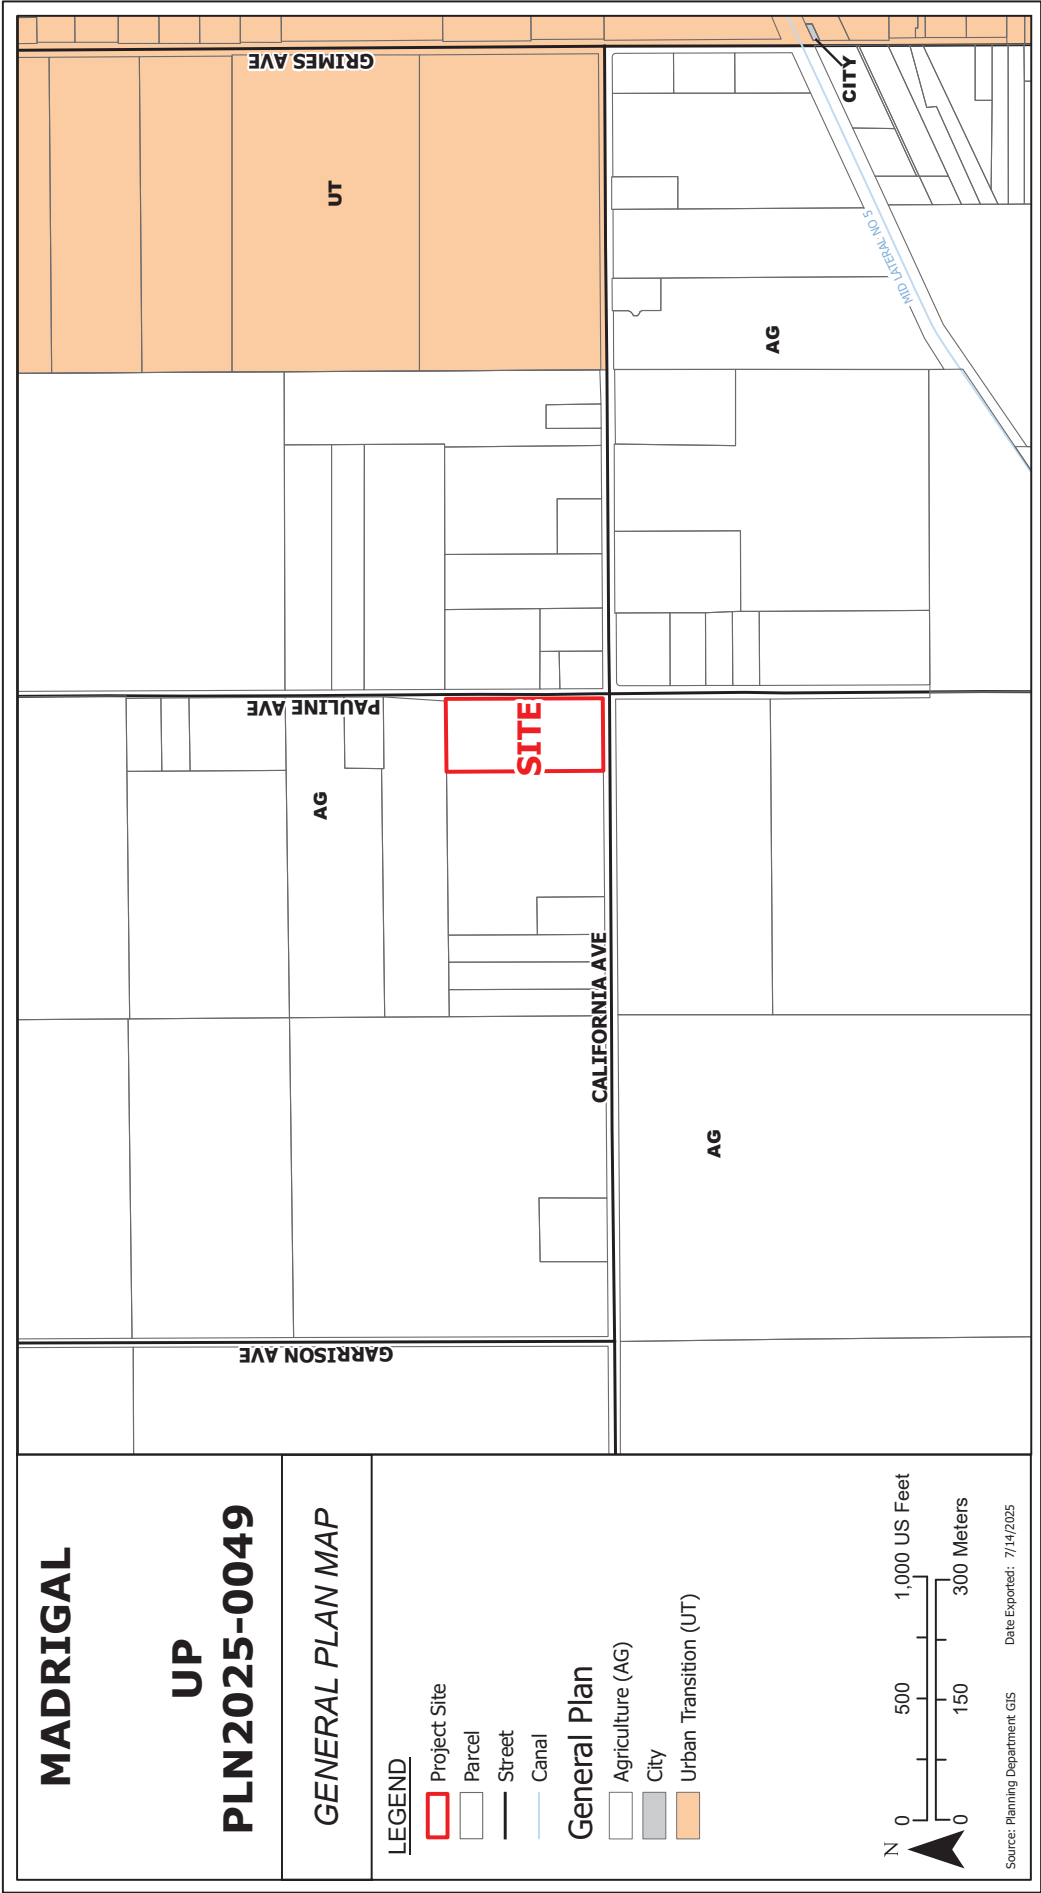 MADRIGAL
UP
PLN2025-0049
GENERAL PLAN MAP
LEGEND
Project Site
Parcel
Street
Canal
General Plan
Agriculture (AG)
City
Urban Transition (UT)
N
0 500 1,000 US Feet
0 150 300 Meters
Source: Planning Department GIS Date Exported: 7/14/2025
GARRISON AVE
PAULINE AVE
GRIMES AVE
CALIFORNIA AVE
SITE
UT
AG
AG
AG
CITY
MID LATERAL NO 5